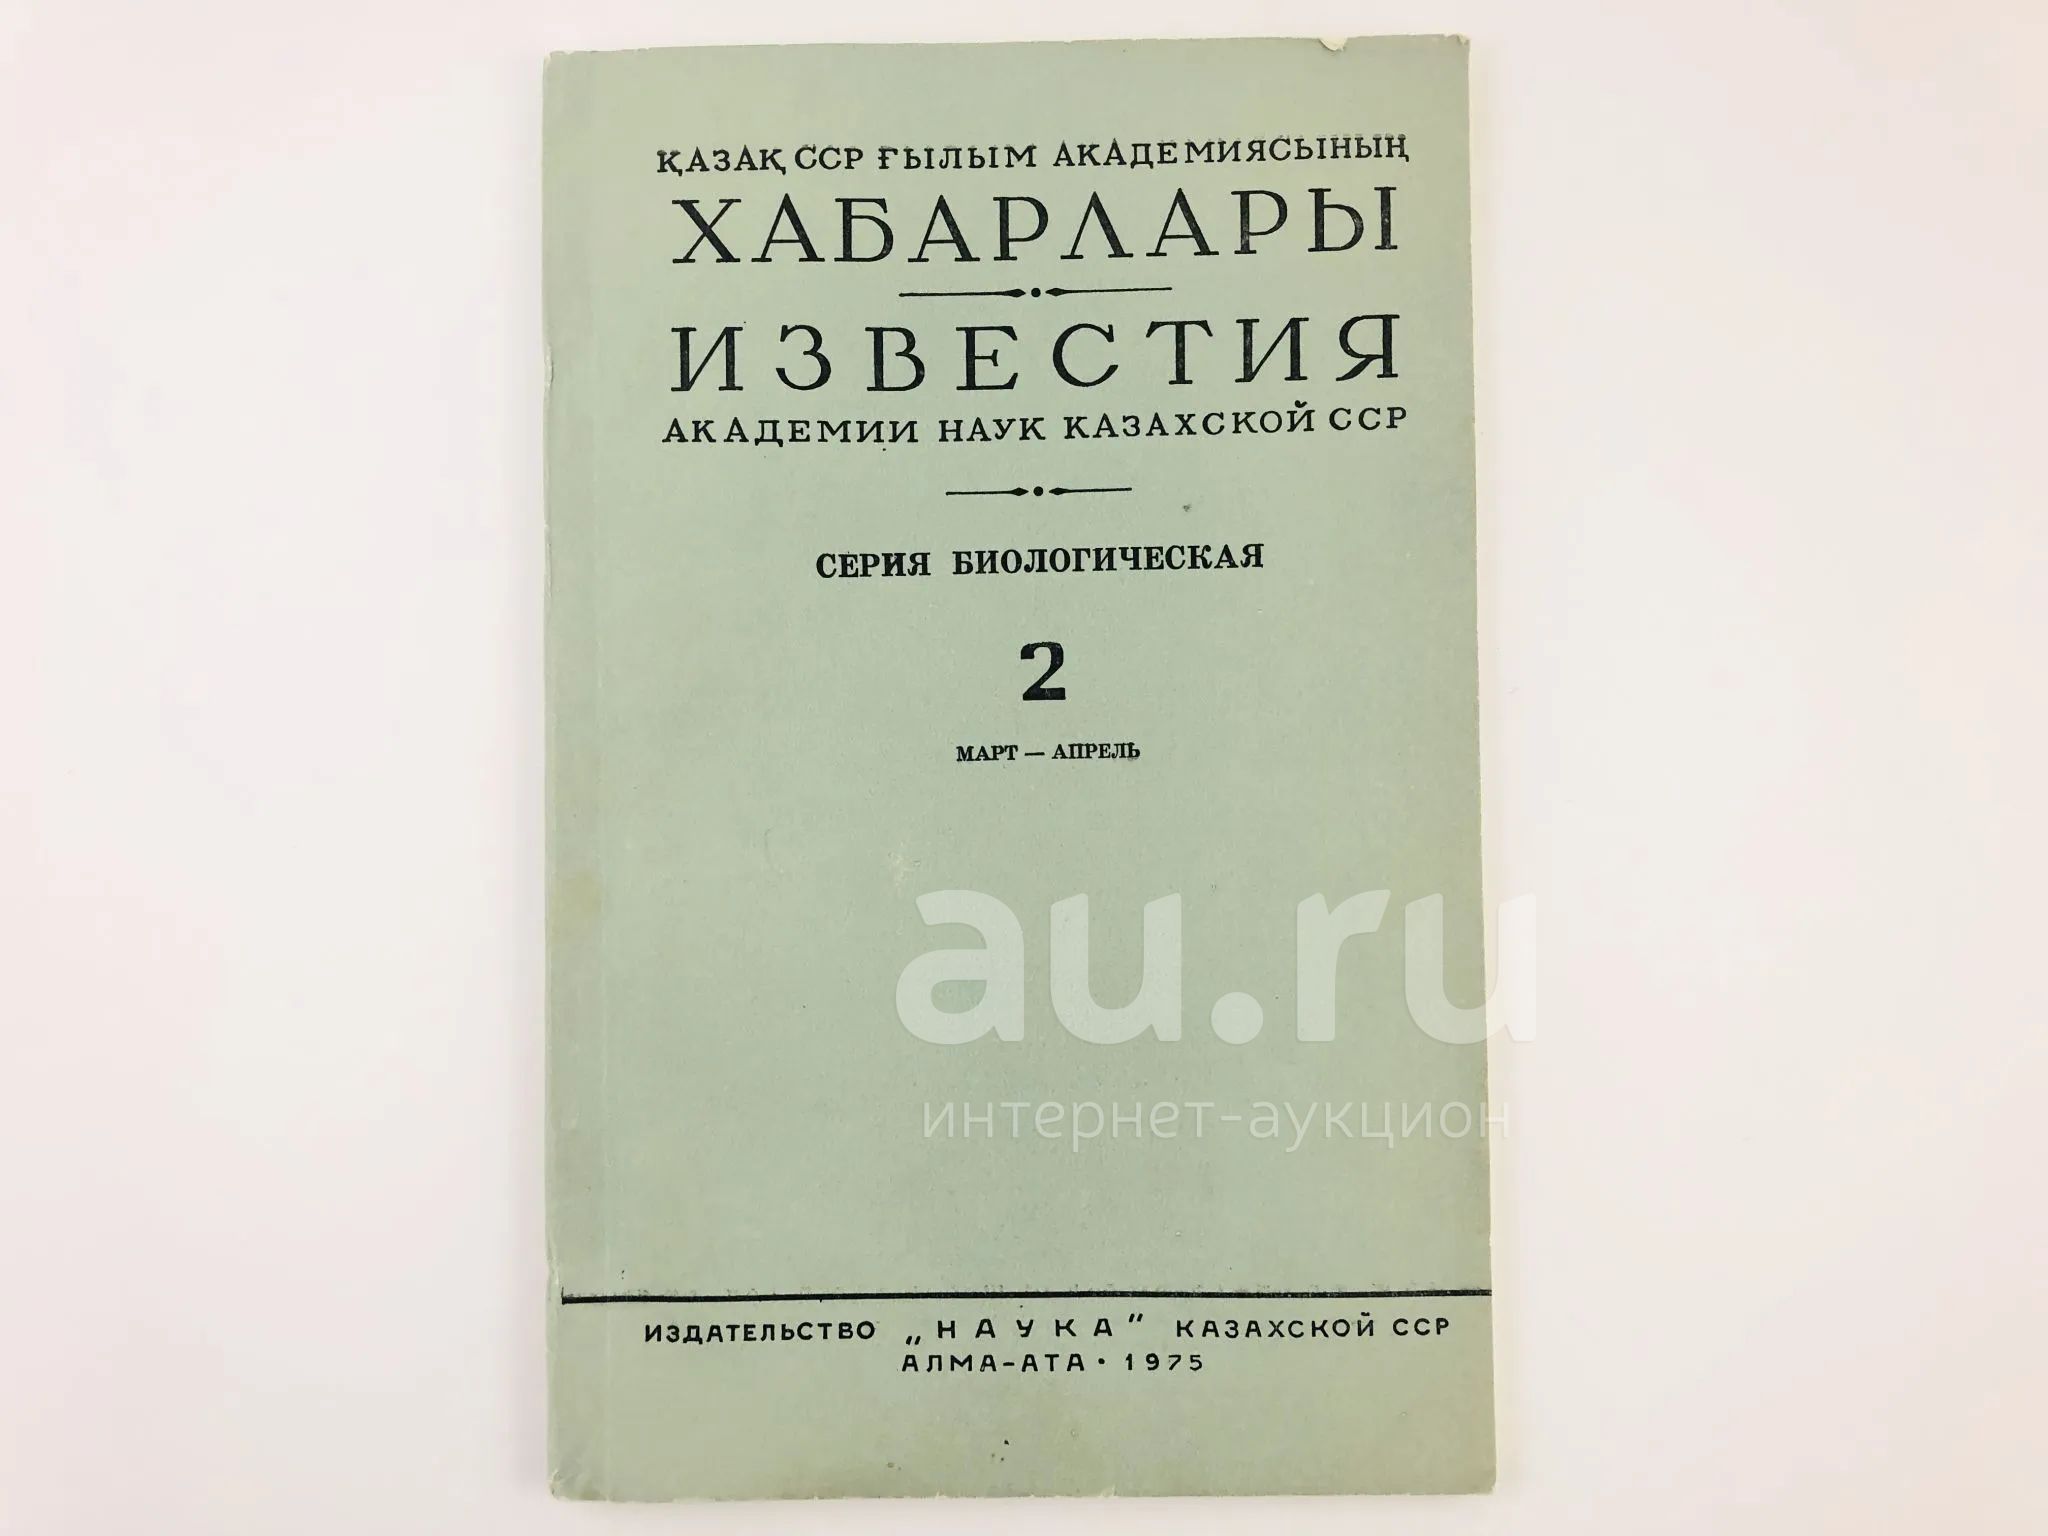 ҚАЗАҚ ССР ҒЫЛЫМ АКАДЕМИЯСЫНЫҢ
ХАБАРЛАРЫ
ИЗВЕСТИЯ
АКАДЕМИИ НАУК КАЗАХСКОЙ ССР
СЕРИЯ БИОЛОГИЧЕСКАЯ
2
МАРТ — АПРЕЛЬ
au.ru
интернет-аукцион
ИЗДАТЕЛЬСТВО „НАУКА" КАЗАХСКОЙ ССР
АЛМА-АТА · 1975